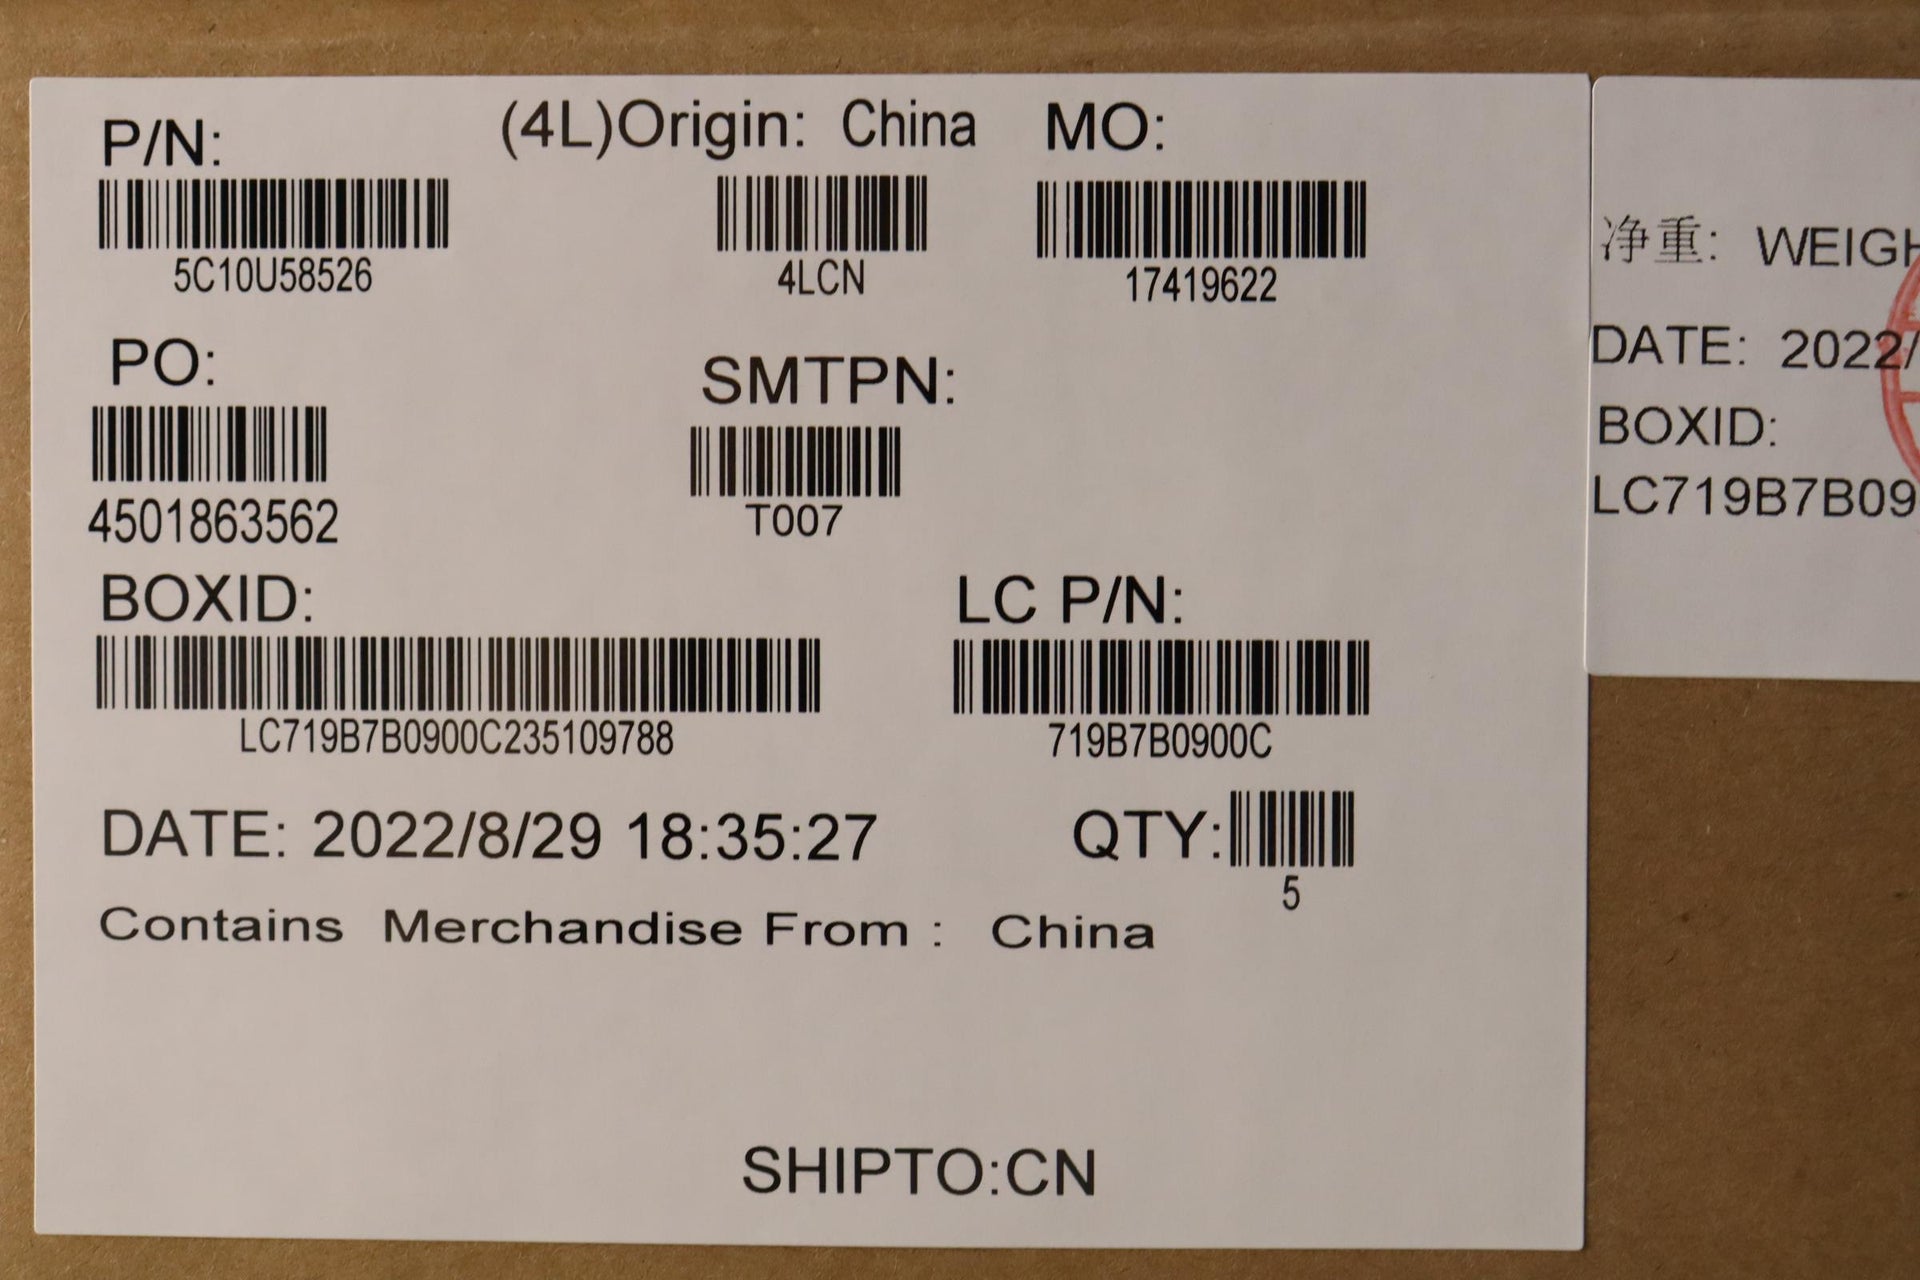 P/N: (4L)Origin: China MO:
5C10U58526 4LCN 17419622
PO: SMTPN:
4501863562 T007
BOXID: LC P/N:
LC719B7B0900C235109788 719B7B0900C
DATE: 2022/8/29 18:35:27 QTY:
5
Contains Merchandise From : China
SHIPTO:CN
净重: WEIGH
DATE: 2022/
BOXID:
LC719B7B09